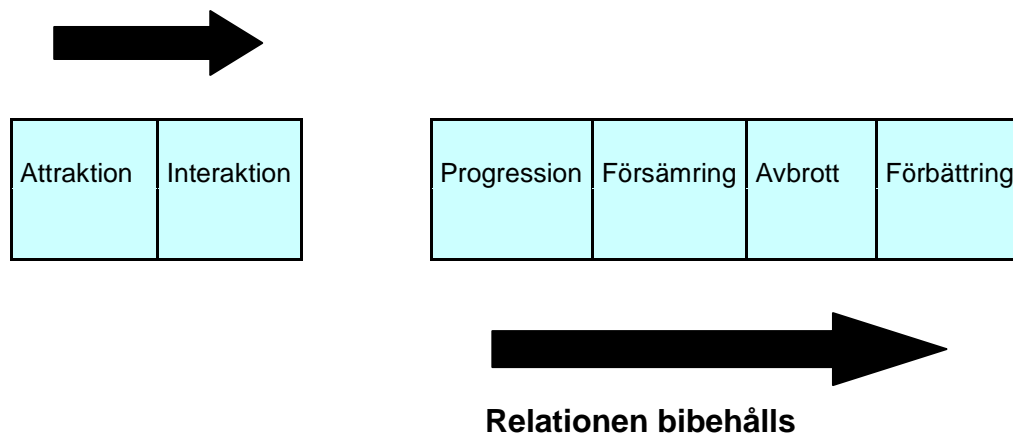 Attraktion
Interaktion
Progression
Försämring
Avbrott
Förbättring
Relationen bibehålls